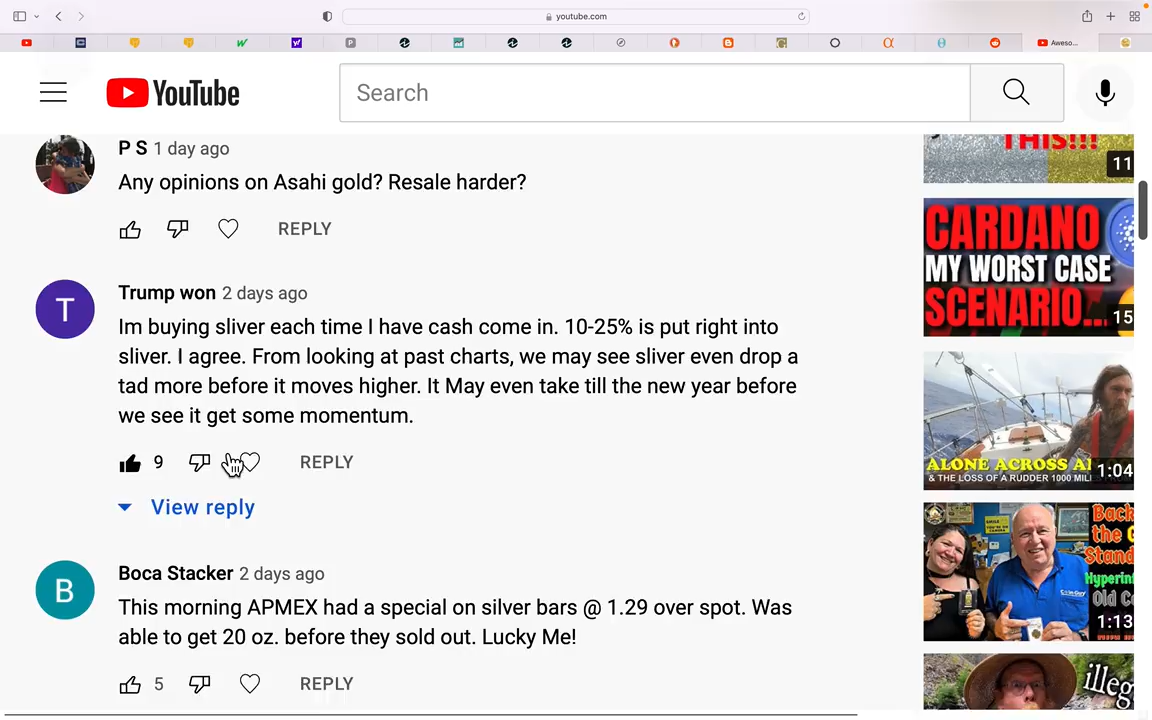 youtube.com
Aweso...
YouTube
Search
P S 1 day ago
Any opinions on Asahi gold? Resale harder?
REPLY
T
Trump won 2 days ago
Im buying sliver each time I have cash come in. 10-25% is put right into
sliver. I agree. From looking at past charts, we may see sliver even drop a
tad more before it moves higher. It May even take till the new year before
we see it get some momentum.
9
REPLY
View reply
B
Boca Stacker 2 days ago
This morning APMEX had a special on silver bars @ 1.29 over spot. Was
able to get 20 oz. before they sold out. Lucky Me!
5
REPLY
THIS!!!
11
CARDANO
MY WORST CASE
SCENARIO...
15
ALONE ACROSS
& THE LOSS OF A RUDDER 1000 MIL
1:04
Back
the
Stand
Hyperin
Old C
1:13
illeg